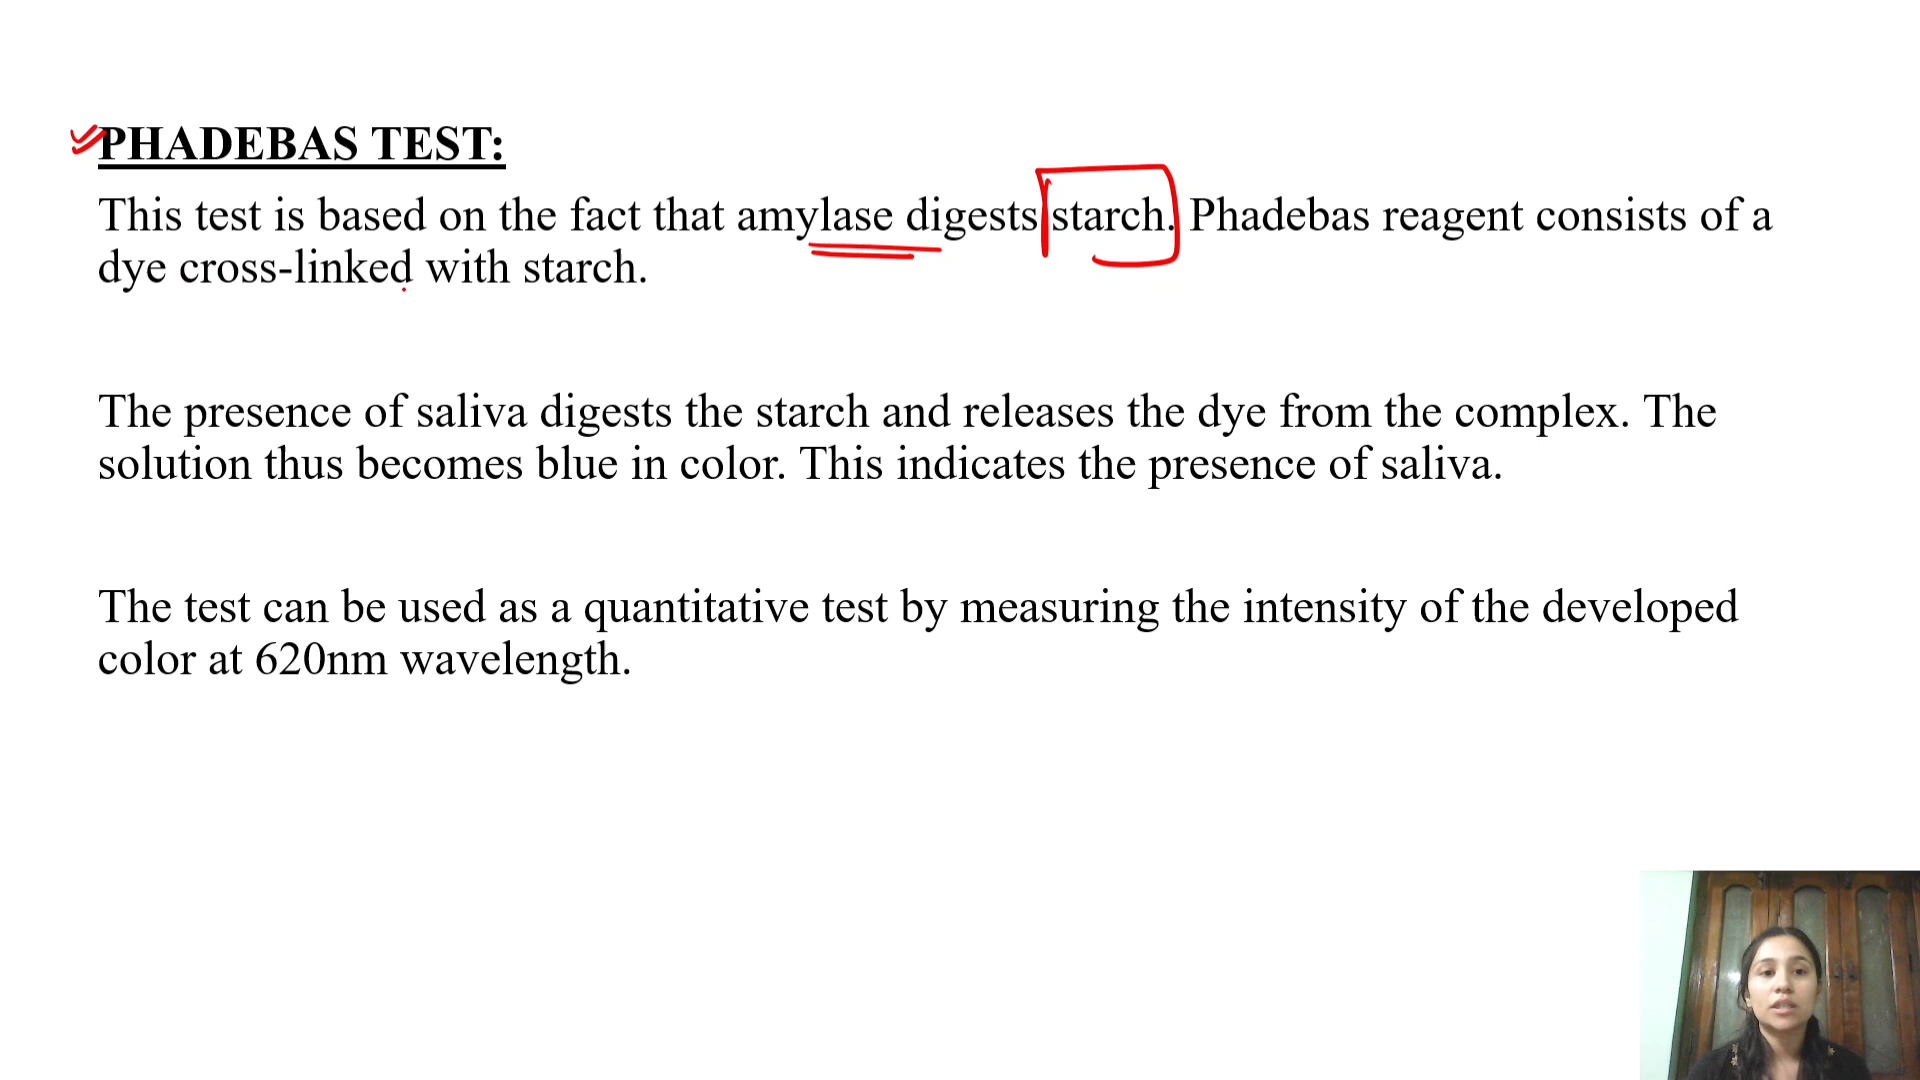 PHADEBAS TEST:
This test is based on the fact that amylase digests starch. Phadebas reagent consists of a
dye cross-linked with starch.
The presence of saliva digests the starch and releases the dye from the complex. The
solution thus becomes blue in color. This indicates the presence of saliva.
The test can be used as a quantitative test by measuring the intensity of the developed
color at 620nm wavelength.